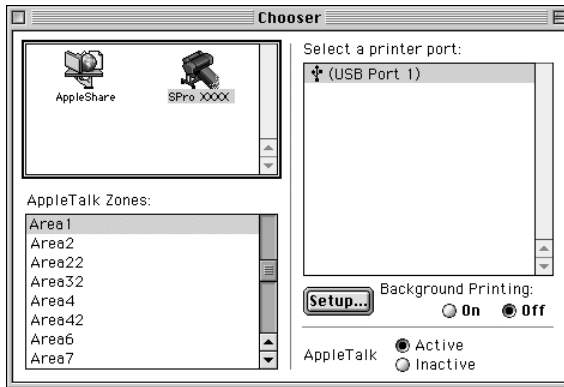 Chooser
AppleShare
SPro XXXX
AppleTalk Zones:
Area1
Area2
Area22
Area32
Area4
Area42
Area6
Area7
Select a printer port:
(USB Port 1)
Setup...
Background Printing:
On Off
AppleTalk
Active
Inactive